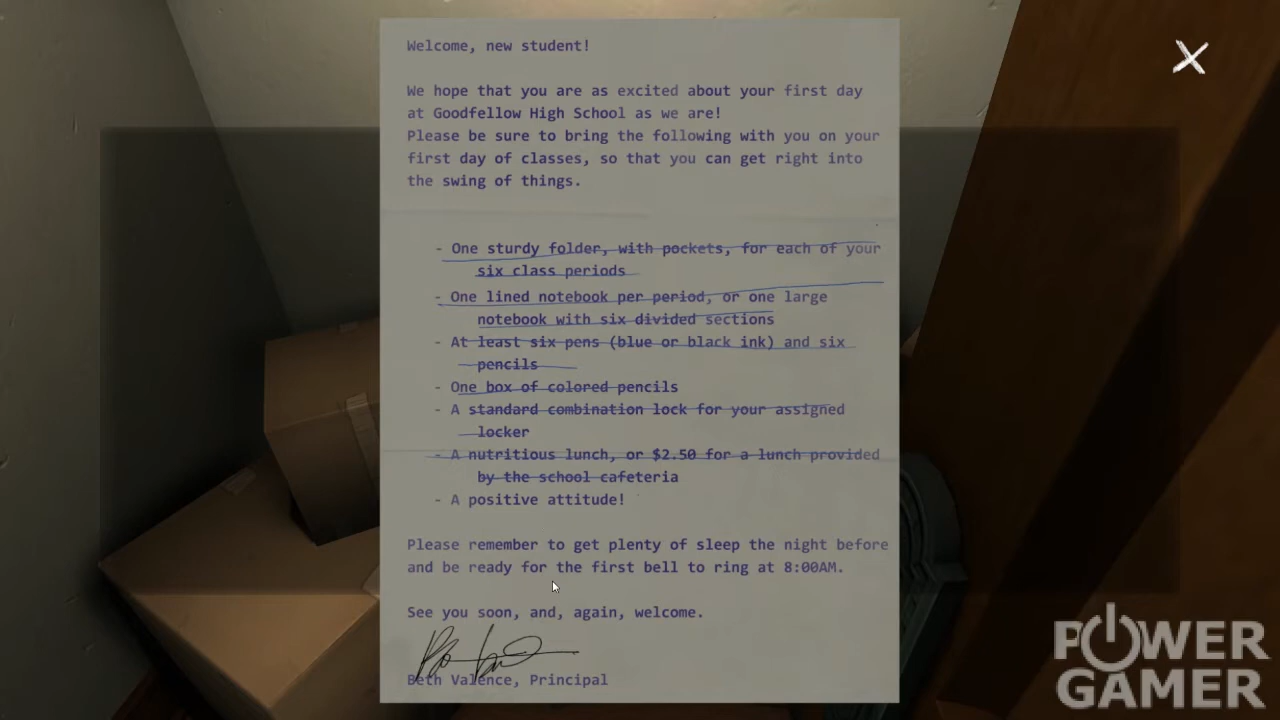 Welcome, new student!
We hope that you are as excited about your first day
at Goodfellow High School as we are!
Please be sure to bring the following with you on your
first day of classes, so that you can get right into
the swing of things.
- One sturdy folder, with pockets, for each of your
six class periods
- One lined notebook per period, or one large
notebook with six divided sections
- At least six pens (blue or black ink) and six
pencils
- One box of colored pencils
- A standard combination lock for your assigned
locker
- A nutritious lunch, or $2.50 for a lunch provided
by the school cafeteria
- A positive attitude!
Please remember to get plenty of sleep the night before
and be ready for the first bell to ring at 8:00AM.
See you soon, and, again, welcome.
Beth Valence, Principal
POWER
GAMER